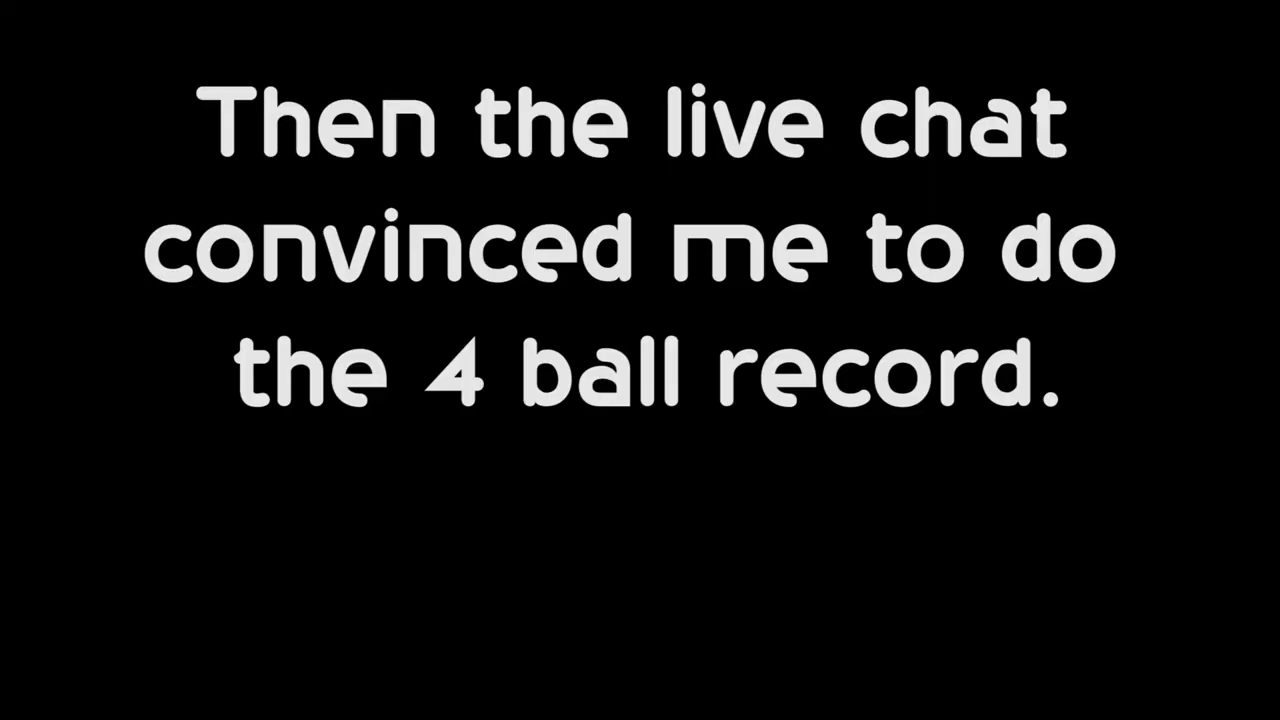 Then the live chat
convinced me to do
the 4 ball record.